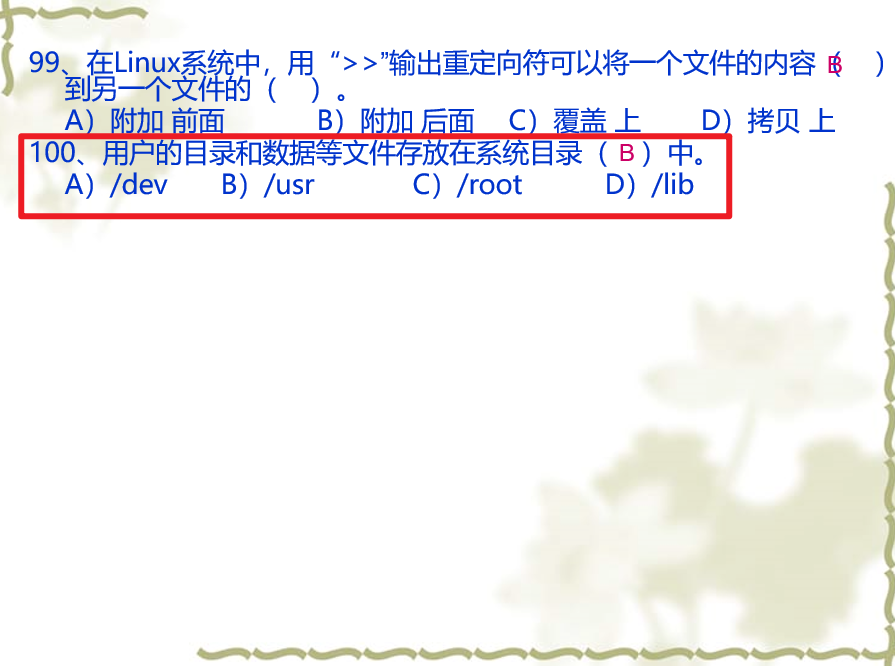 99、在Linux系统中，用“>>”输出重定向符可以将一个文件的内容（B ）
到另一个文件的（ ）。
A）附加 前面 B）附加 后面 C）覆盖 上 D）拷贝 上
100、用户的目录和数据等文件存放在系统目录（ B ）中。
A）/dev B）/usr C）/root D）/lib